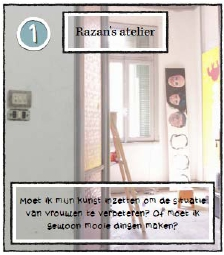 1
Razan's atelier
Moet ik mijn kunst inzetten om de situatie
van vrouwen te verbeteren? Of moet ik
gewoon mooie dingen maken?